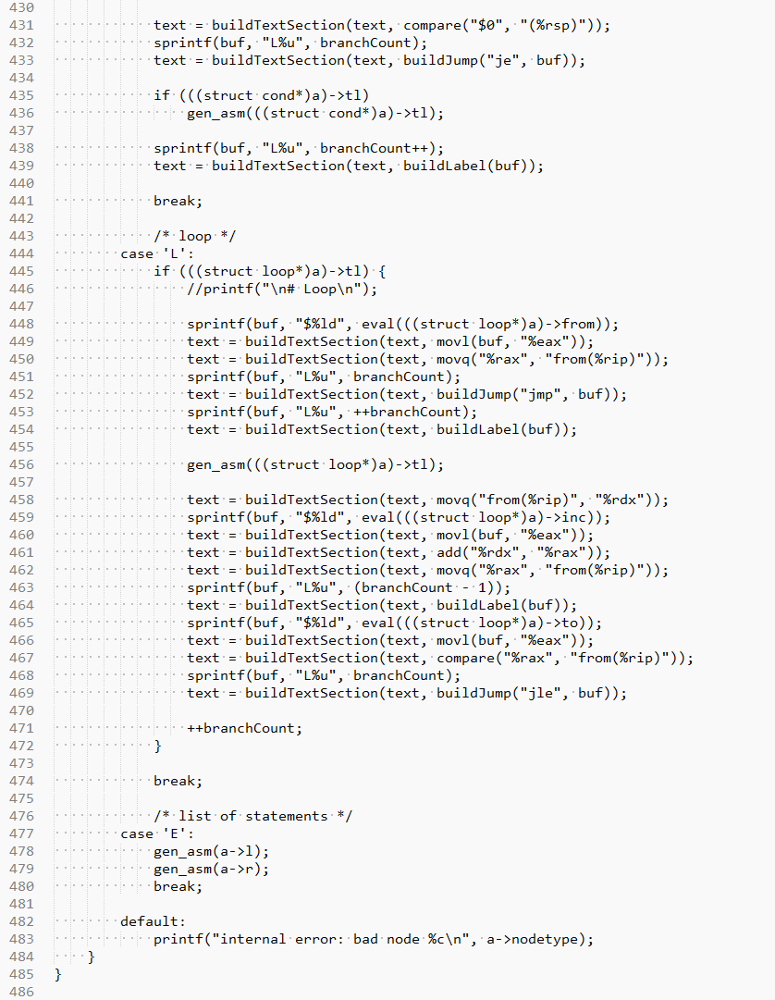 430
431 text = buildTextSection(text, compare("$0", "(%rsp)"));
432 sprintf(buf, "L%u", branchCount);
433 text = buildTextSection(text, buildJump("je", buf));
434
435 if (((struct cond*)a)->tl)
436 gen_asm(((struct cond*)a)->tl);
437
438 sprintf(buf, "L%u", branchCount++);
439 text = buildTextSection(text, buildLabel(buf));
440
441 break;
442
443 /* loop */
444 case 'L':
445 if (((struct loop*)a)->tl) {
446 //printf("\n# Loop\n");
447
448 sprintf(buf, "$%ld", eval(((struct loop*)a)->from));
449 text = buildTextSection(text, movl(buf, "%eax"));
450 text = buildTextSection(text, movq("%rax", "from(%rip)"));
451 sprintf(buf, "L%u", branchCount);
452 text = buildTextSection(text, buildJump("jmp", buf));
453 sprintf(buf, "L%u", ++branchCount);
454 text = buildTextSection(text, buildLabel(buf));
455
456 gen_asm(((struct loop*)a)->tl);
457
458 text = buildTextSection(text, movq("from(%rip)", "%rdx"));
459 sprintf(buf, "$%ld", eval(((struct loop*)a)->inc));
460 text = buildTextSection(text, movl(buf, "%eax"));
461 text = buildTextSection(text, add("%rdx", "%rax"));
462 text = buildTextSection(text, movq("%rax", "from(%rip)"));
463 sprintf(buf, "L%u", (branchCount - 1));
464 text = buildTextSection(text, buildLabel(buf));
465 sprintf(buf, "$%ld", eval(((struct loop*)a)->to));
466 text = buildTextSection(text, movl(buf, "%eax"));
467 text = buildTextSection(text, compare("%rax", "from(%rip)"));
468 sprintf(buf, "L%u", branchCount);
469 text = buildTextSection(text, buildJump("jle", buf));
470
471 ++branchCount;
472 }
473
474 break;
475
476 /* list of statements */
477 case 'E':
478 gen_asm(a->l);
479 gen_asm(a->r);
480 break;
481
482 default:
483 printf("internal error: bad node %c\n", a->nodetype);
484 }
485 }
486